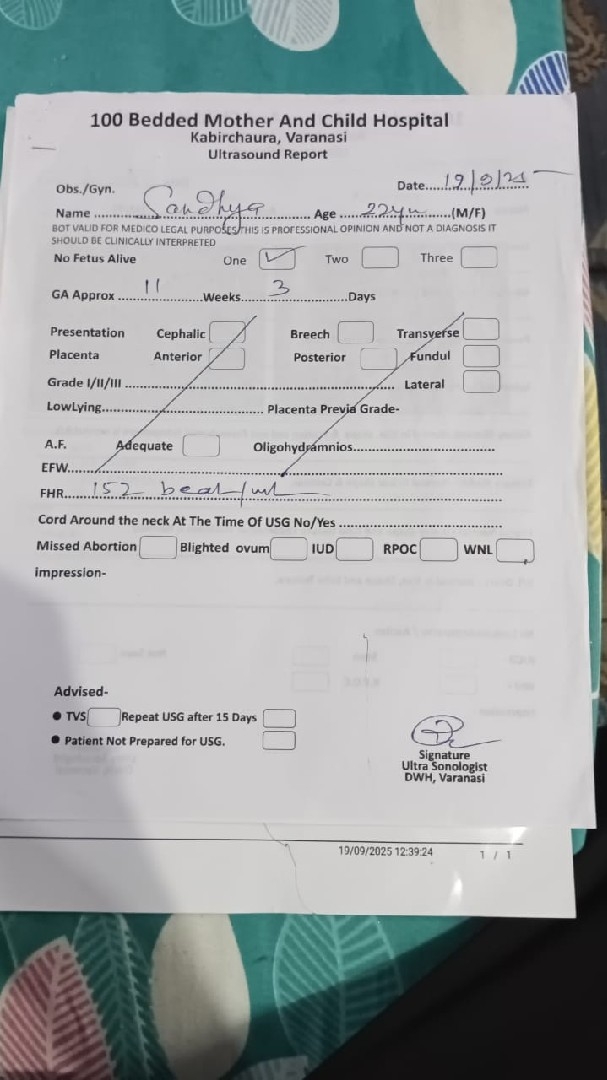 100 Bedded Mother And Child Hospital
Kabirchaura, Varanasi
Ultrasound Report
Obs./Gyn. Date....19/9/25
Name ..... Sandhya ..... Age ..... 22yr .....(M/F)
BOT VALID FOR MEDICO LEGAL PURPOSES/THIS IS PROFESSIONAL OPINION AND NOT A DIAGNOSIS IT
SHOULD BE CLINICALLY INTERPRETED
No Fetus Alive One ✓ Two Three
GA Approx ..... 11 .....Weeks..... 3 .....Days
Presentation Cephalic Breech Transverse
Placenta Anterior Posterior Fundul
Grade I/II/III ..... Lateral
LowLying..... Placenta Previa Grade-
A.F. Adequate Oligohydramnios.....
EFW.....
FHR..... 152 beat/
Cord Around the neck At The Time Of USG No/Yes .....
Missed Abortion Blighted ovum IUD RPOC WNL
impression-
Advised-
● TVS Repeat USG after 15 Days
● Patient Not Prepared for USG.
Signature
Ultra Sonologist
DWH, Varanasi
19/09/2025 12:39:24 1 / 1